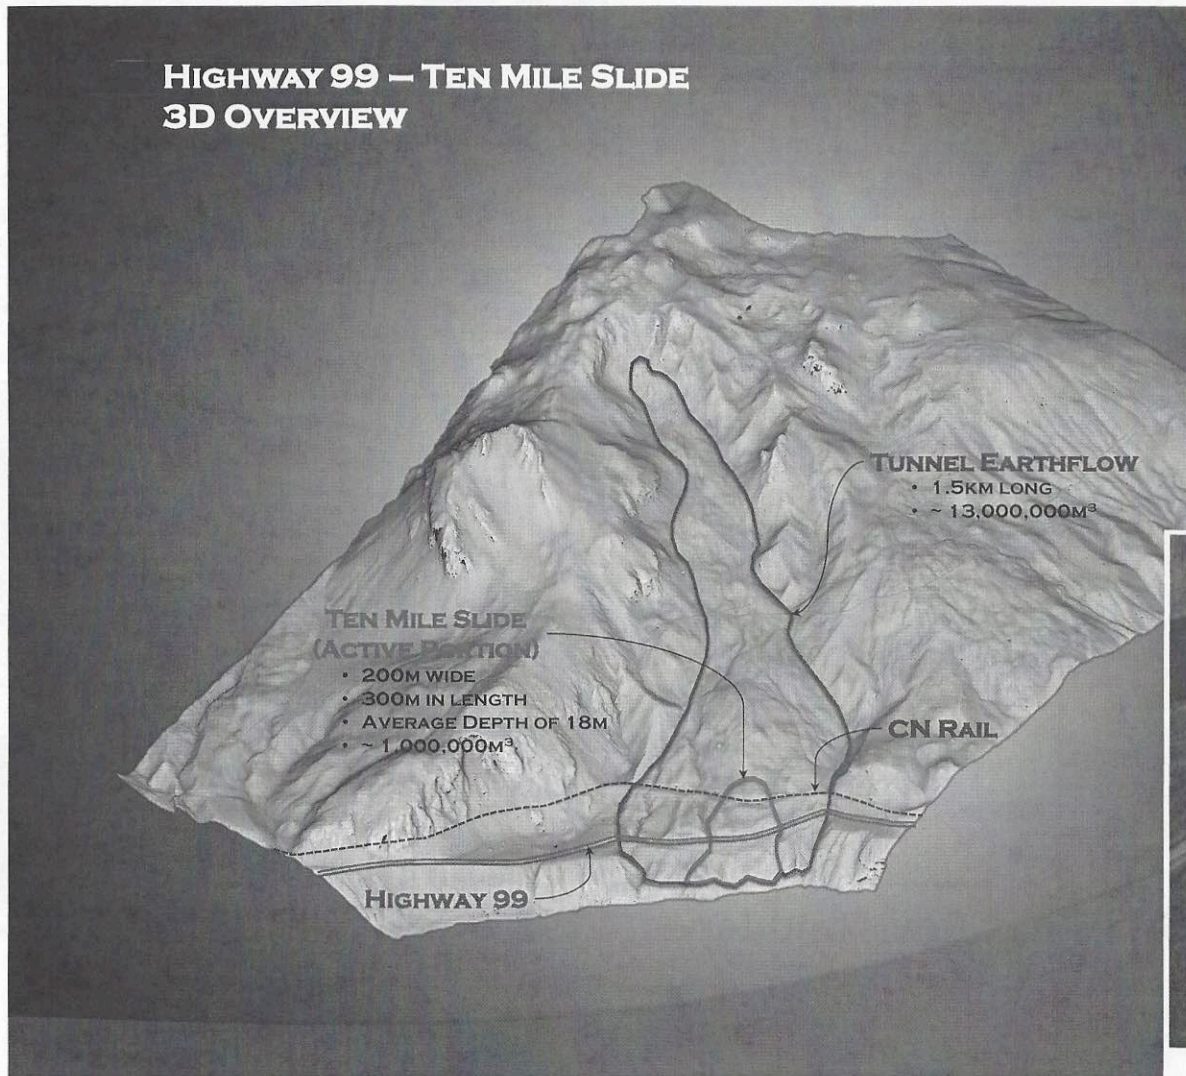 HIGHWAY 99 – TEN MILE SLIDE
3D OVERVIEW
TUNNEL EARTHFLOW
• 1.5KM LONG
• ~ 13,000,000M³
TEN MILE SLIDE
(ACTIVE PORTION)
• 200M WIDE
• 300M IN LENGTH
• AVERAGE DEPTH OF 18M
• ~ 1,000,000M³
CN RAIL
HIGHWAY 99